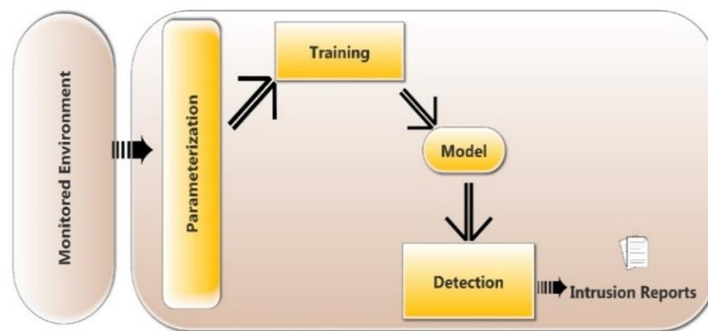 Monitored Environment
Parameterization
Training
Model
Detection
Intrusion Reports